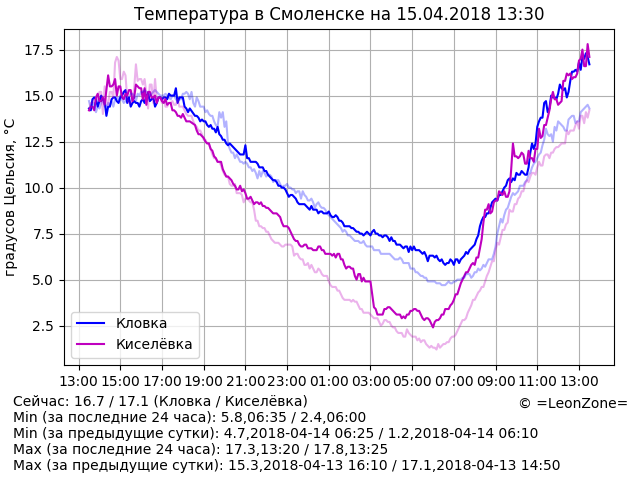 Температура в Смоленске на 15.04.2018 13:30
градусов Цельсия, °C
17.5
15.0
12.5
10.0
7.5
5.0
2.5
Кловка
Киселёвка
13:00 15:00 17:00 19:00 21:00 23:00 01:00 03:00 05:00 07:00 09:00 11:00 13:00
Сейчас: 16.7 / 17.1 (Кловка / Киселёвка)
© =LeonZone=
Min (за последние 24 часа): 5.8,06:35 / 2.4,06:00
Min (за предыдущие сутки): 4.7,2018-04-14 06:25 / 1.2,2018-04-14 06:10
Max (за последние 24 часа): 17.3,13:20 / 17.8,13:25
Max (за предыдущие сутки): 15.3,2018-04-13 16:10 / 17.1,2018-04-13 14:50